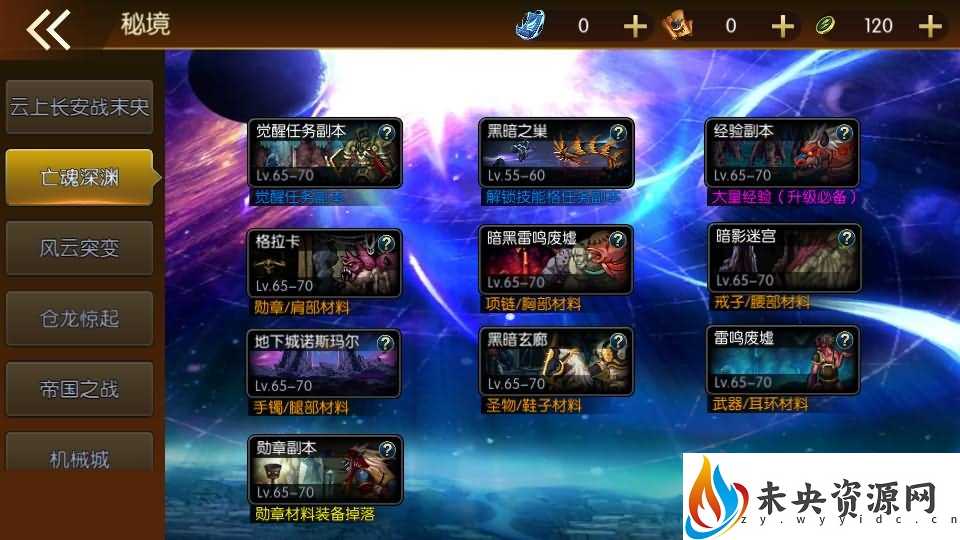 秘境
0
0
120
云上长安战末央
亡魂深渊
风云突变
仓龙惊起
帝国之战
机械城
觉醒任务副本
?
Lv.65-70
觉醒任务副本
黑暗之巢
?
Lv.55-60
解锁技能格任务副本
经验副本
?
Lv.65-70
大量经验（升级必备）
格拉卡
?
Lv.65-70
勋章/肩部材料
暗黑雷鸣废墟
?
Lv.65-70
项链/胸部材料
暗影迷宫
?
Lv.65-70
戒子/腰部材料
地下城诺斯玛尔
?
Lv.65-70
手镯/腿部材料
黑暗玄廊
?
Lv.65-70
圣物/鞋子材料
雷鸣废墟
?
Lv.65-70
武器/耳环材料
勋章副本
?
Lv.65-70
勋章材料装备掉落
未央资源网
zy.wyyidc.cn